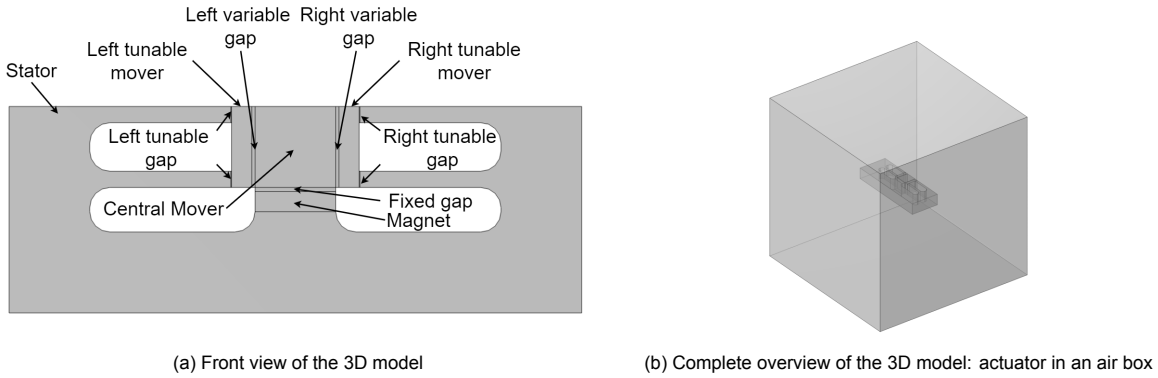 Left variable
gap
Right variable
gap
Left tunable
mover
Right tunable
mover
Stator
Left tunable
gap
Right tunable
gap
Central Mover
Fixed gap
Magnet
(a) Front view of the 3D model
(b) Complete overview of the 3D model: actuator in an air box